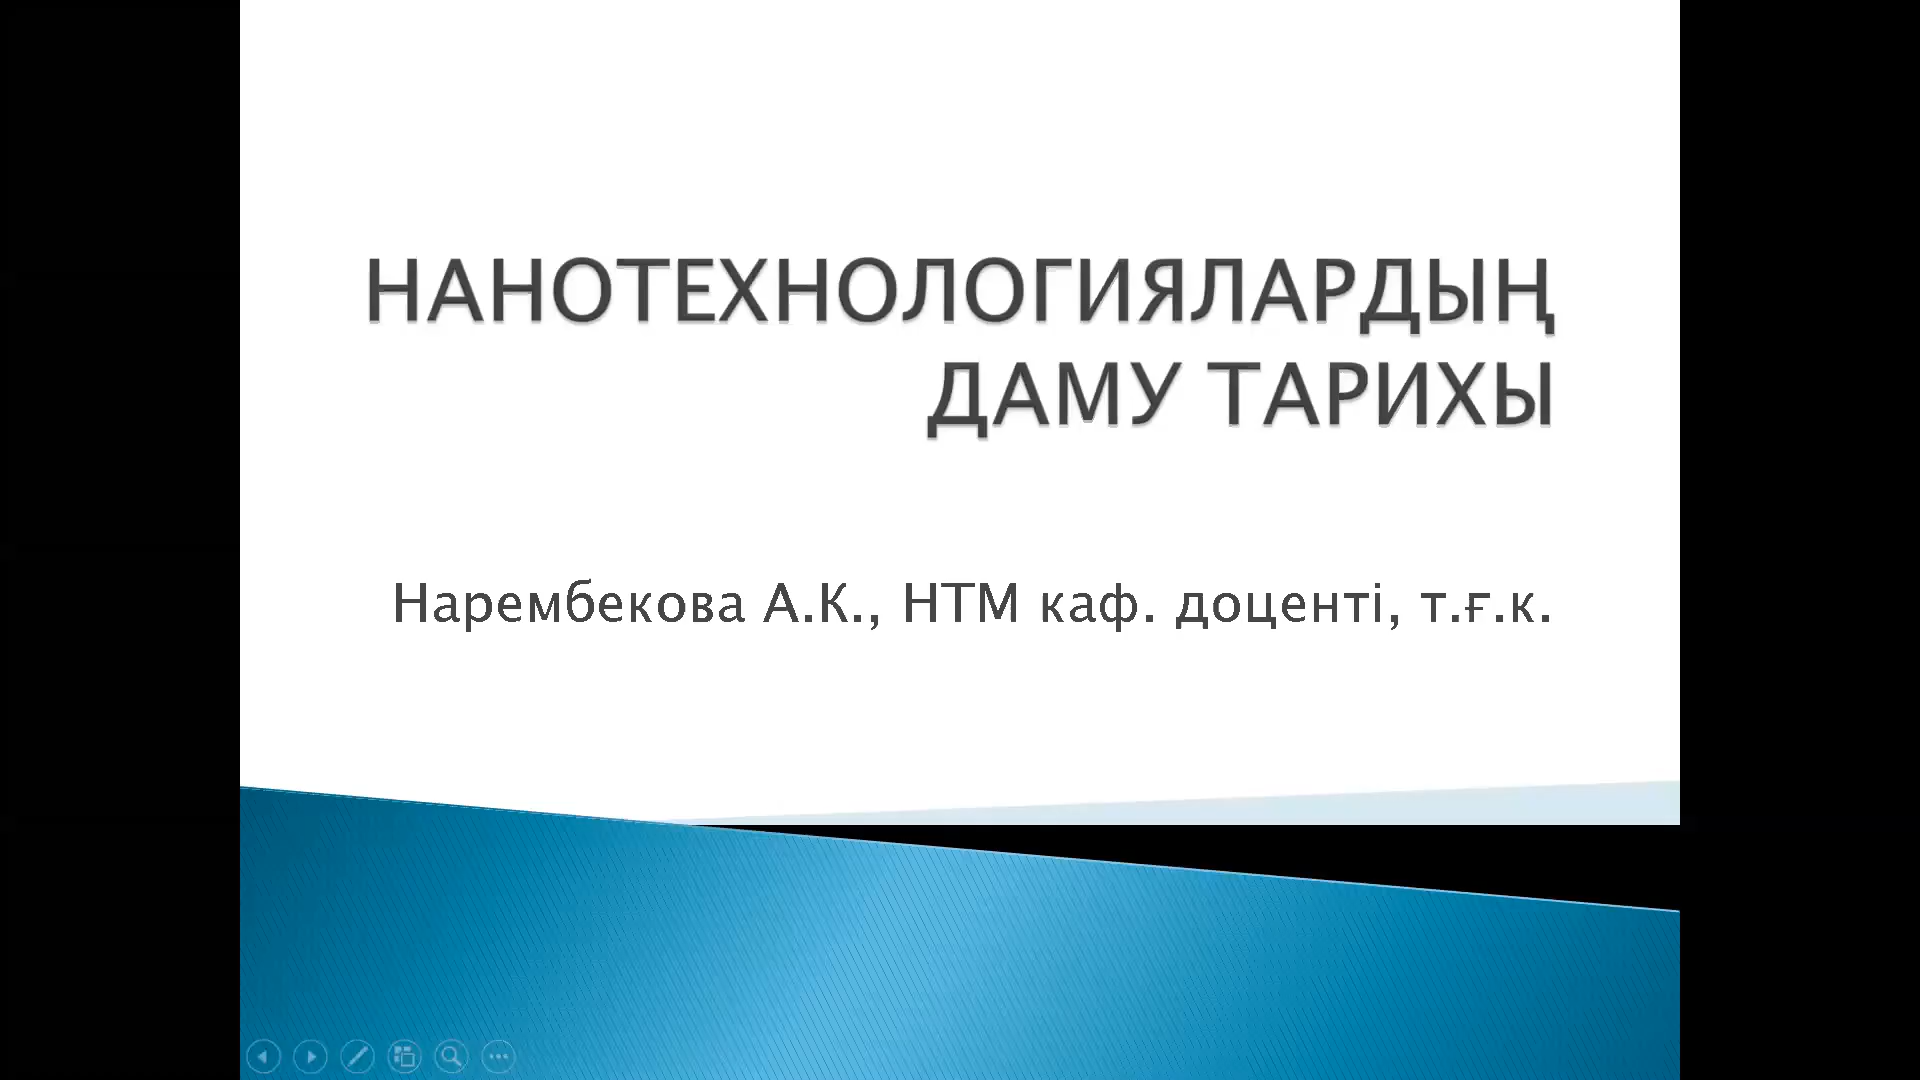 НАНОТЕХНОЛОГИЯЛАРДЫҢ
ДАМУ ТАРИХЫ
Нарембекова А.К., НТМ каф. доценті, т.ғ.к.